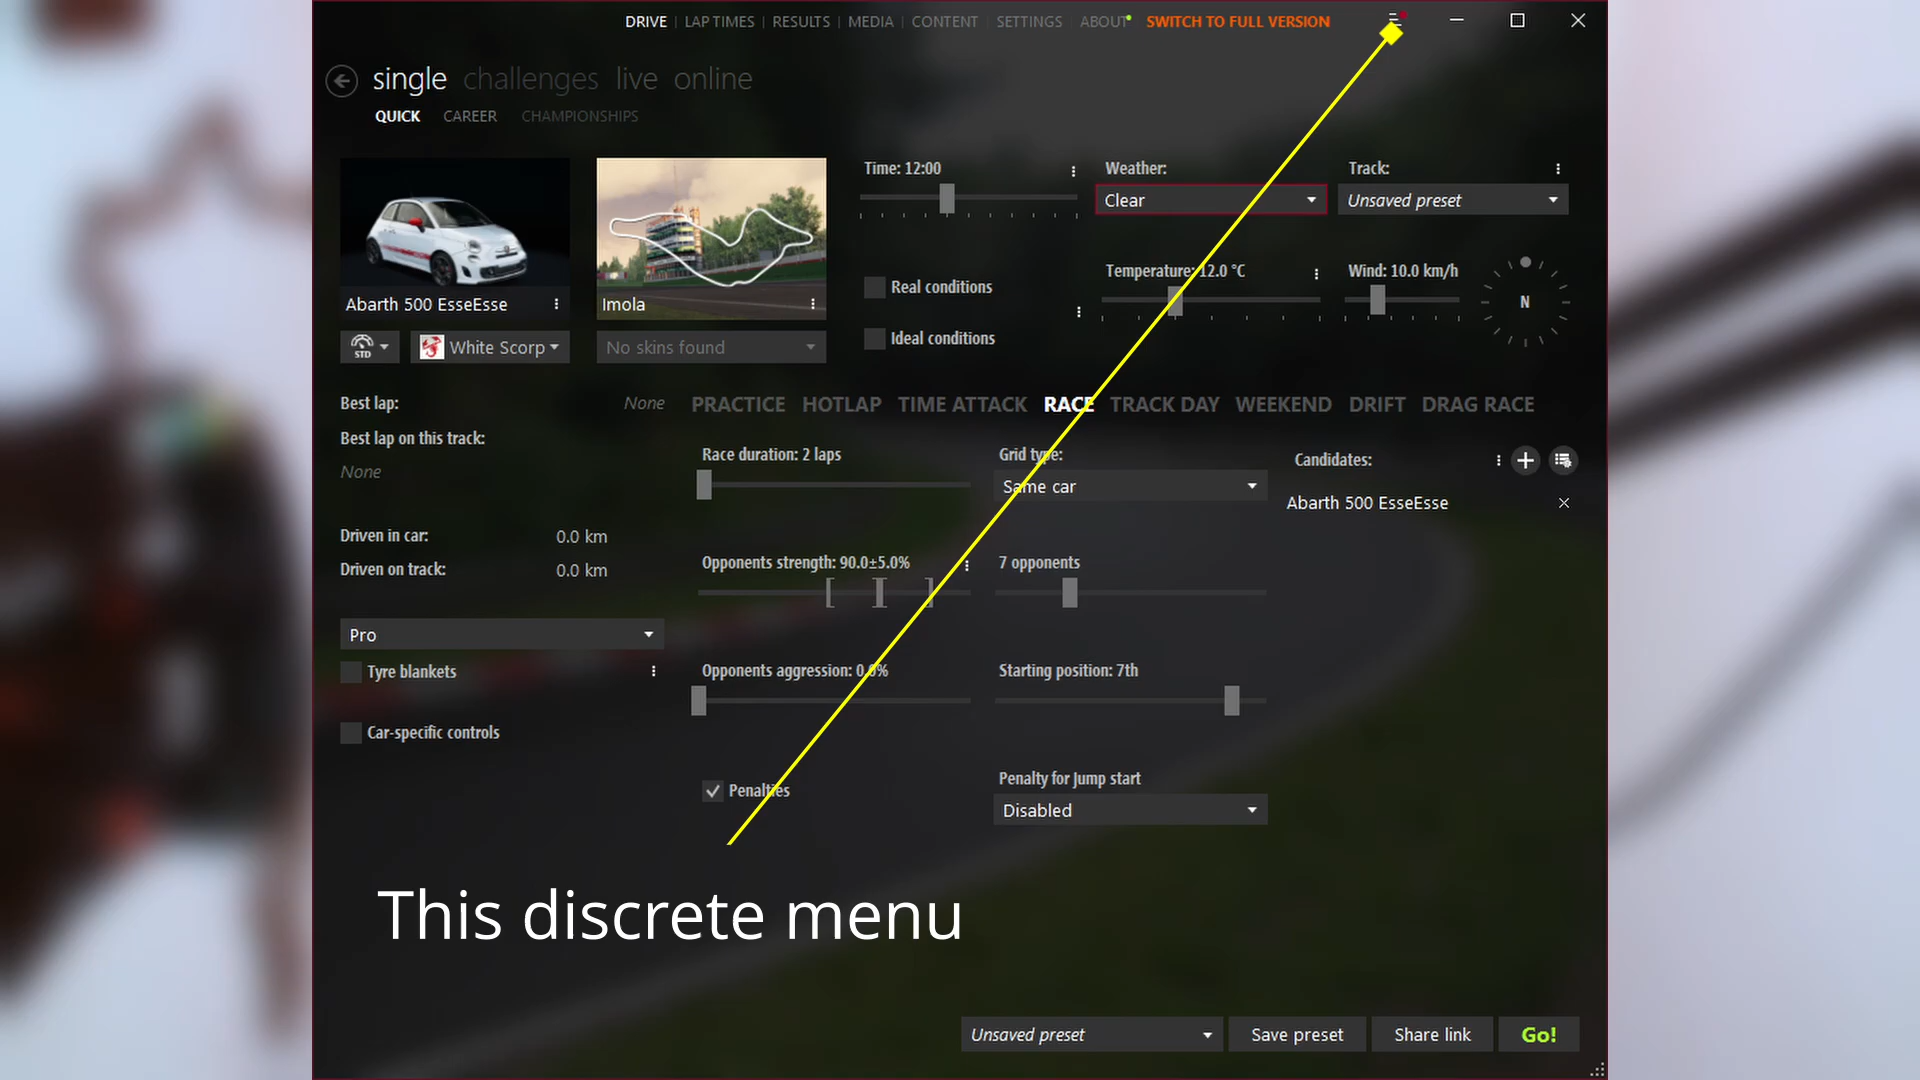 DRIVE | LAP TIMES | RESULTS | MEDIA | CONTENT | SETTINGS | ABOUT SWITCH TO FULL VERSION
single challenges live online
QUICK CAREER CHAMPIONSHIPS
Time: 12:00
Weather:
Track:
Clear
Unsaved preset
Temperature: 12.0 °C
Wind: 10.0 km/h
Real conditions
N
Abarth 500 EsseEsse
Imola
Ideal conditions
STD
White Scorp
No skins found
Best lap: None
PRACTICE HOTLAP TIME ATTACK RACE TRACK DAY WEEKEND DRIFT DRAG RACE
Best lap on this track:
None
Race duration: 2 laps
Grid type:
Candidates:
Same car
Abarth 500 EsseEsse
Driven in car: 0.0 km
Driven on track: 0.0 km
Opponents strength: 90.0±5.0%
7 opponents
Pro
Tyre blankets
Opponents aggression: 0.0%
Starting position: 7th
Car-specific controls
Penalties
Penalty for jump start
Disabled
This discrete menu
Unsaved preset
Save preset
Share link
Go!